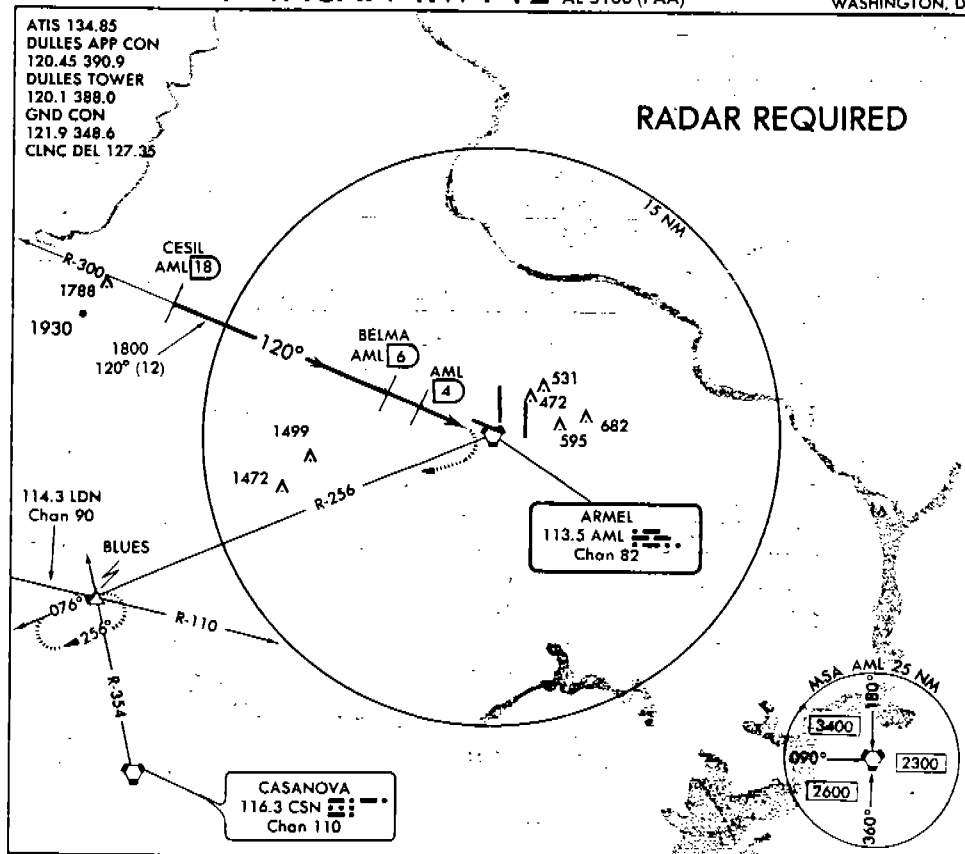 AL-5100 (FAA)
WASHINGTON, D
ATIS 134.85
DULLES APP CON
120.45 390.9
DULLES TOWER
120.1 388.0
GND CON
121.9 348.6
CLNC DEL 127.35
RADAR REQUIRED
15 NM
CESIL
AML 18
R-300
1788
1930
1800
120° (12)
120°
BELMA
AML 6
AML
4
531
472
595
682
1499
1472
R-256
114.3 LDN
Chan 90
BLUES
076°
256°
R-110
R-354
ARMEL
113.5 AML
Chan 82
CASANOVA
116.3 CSN
Chan 110
MSA AML 25 NM
180°
3400
090°
2300
2600
360°